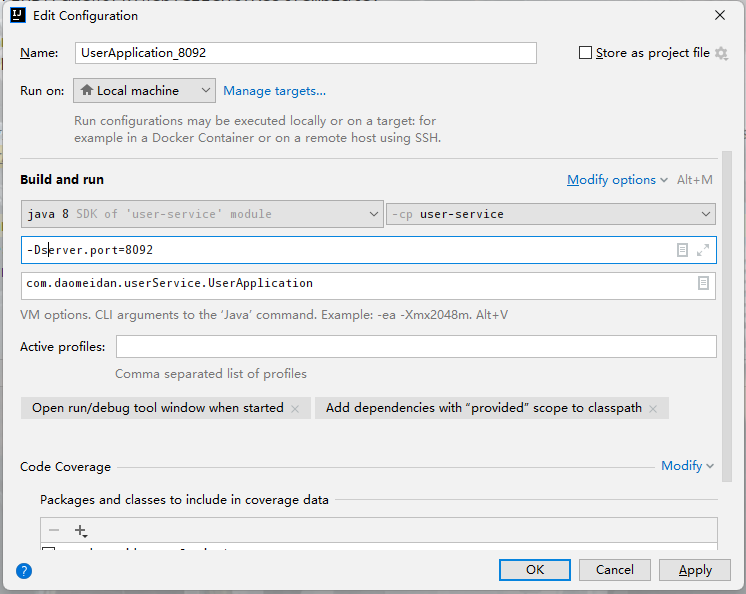 Edit Configuration
Name: UserApplication_8092 Store as project file
Run on: Local machine Manage targets...
Run configurations may be executed locally or on a target: for
example in a Docker Container or on a remote host using SSH.
Build and run Modify options Alt+M
java 8 SDK of 'user-service' module -cp user-service
-Dserver.port=8092
com.daomeidan.userService.UserApplication
VM options. CLI arguments to the ‘Java’ command. Example: -ea -Xmx2048m. Alt+V
Active profiles:
Comma separated list of profiles
Open run/debug tool window when started Add dependencies with “provided” scope to classpath
Code Coverage Modify
Packages and classes to include in coverage data
OK Cancel Apply